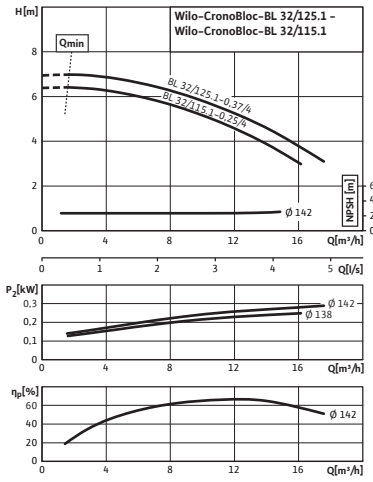 H[m]
Wilo-CronoBloc-BL 32/125.1 –
Wilo-CronoBloc-BL 32/115.1
8
Qmin
BL 32/125.1-0,37/4
BL 32/115.1-0,25/4
6
4
2
0
NPSH [m]
6
4
2
0
Ø 142
0 4 8 12 16 Q[m³/h]
0 1 2 3 4 5 Q[l/s]
P₂[kW]
0,3
0,2
0,1
0
Ø 142
Ø 138
0 4 8 12 16 Q[m³/h]
ηp[%]
60
40
20
0
Ø 142
0 4 8 12 16 Q[m³/h]